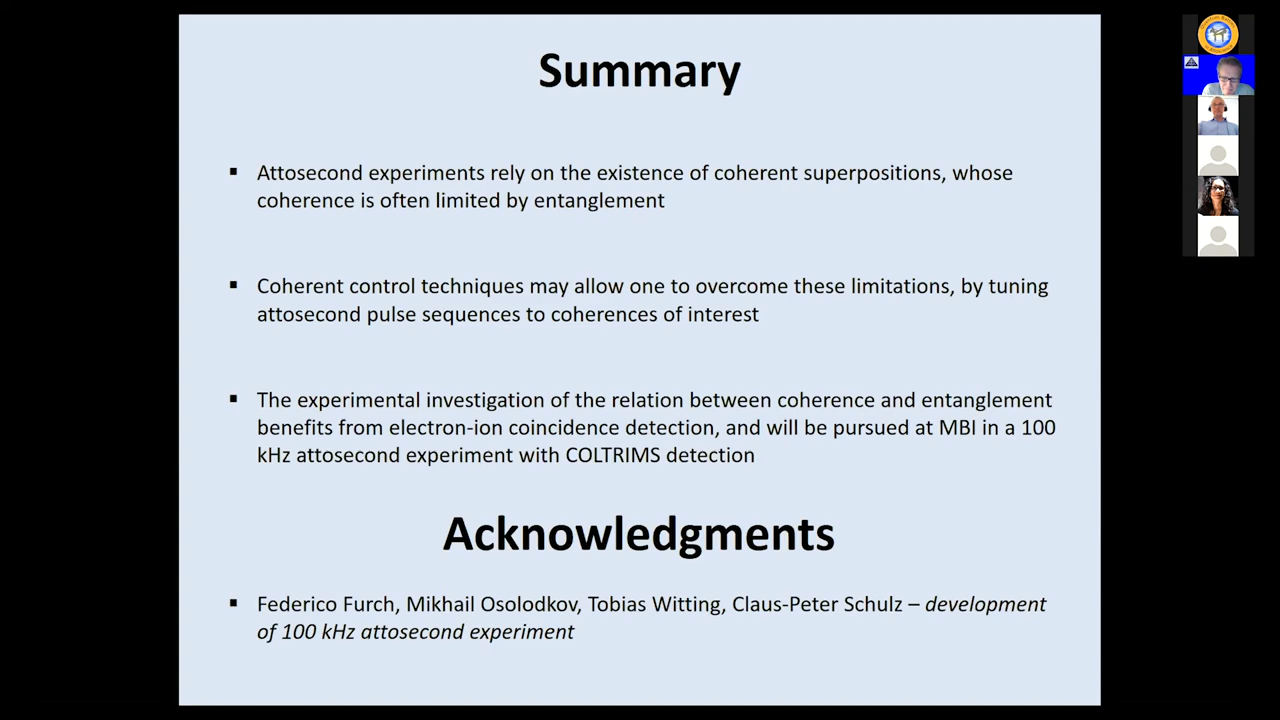 Summary
▪ Attosecond experiments rely on the existence of coherent superpositions, whose
coherence is often limited by entanglement
▪ Coherent control techniques may allow one to overcome these limitations, by tuning
attosecond pulse sequences to coherences of interest
▪ The experimental investigation of the relation between coherence and entanglement
benefits from electron-ion coincidence detection, and will be pursued at MBI in a 100
kHz attosecond experiment with COLTRIMS detection
Acknowledgments
▪ Federico Furch, Mikhail Osolodkov, Tobias Witting, Claus-Peter Schulz – development
of 100 kHz attosecond experiment